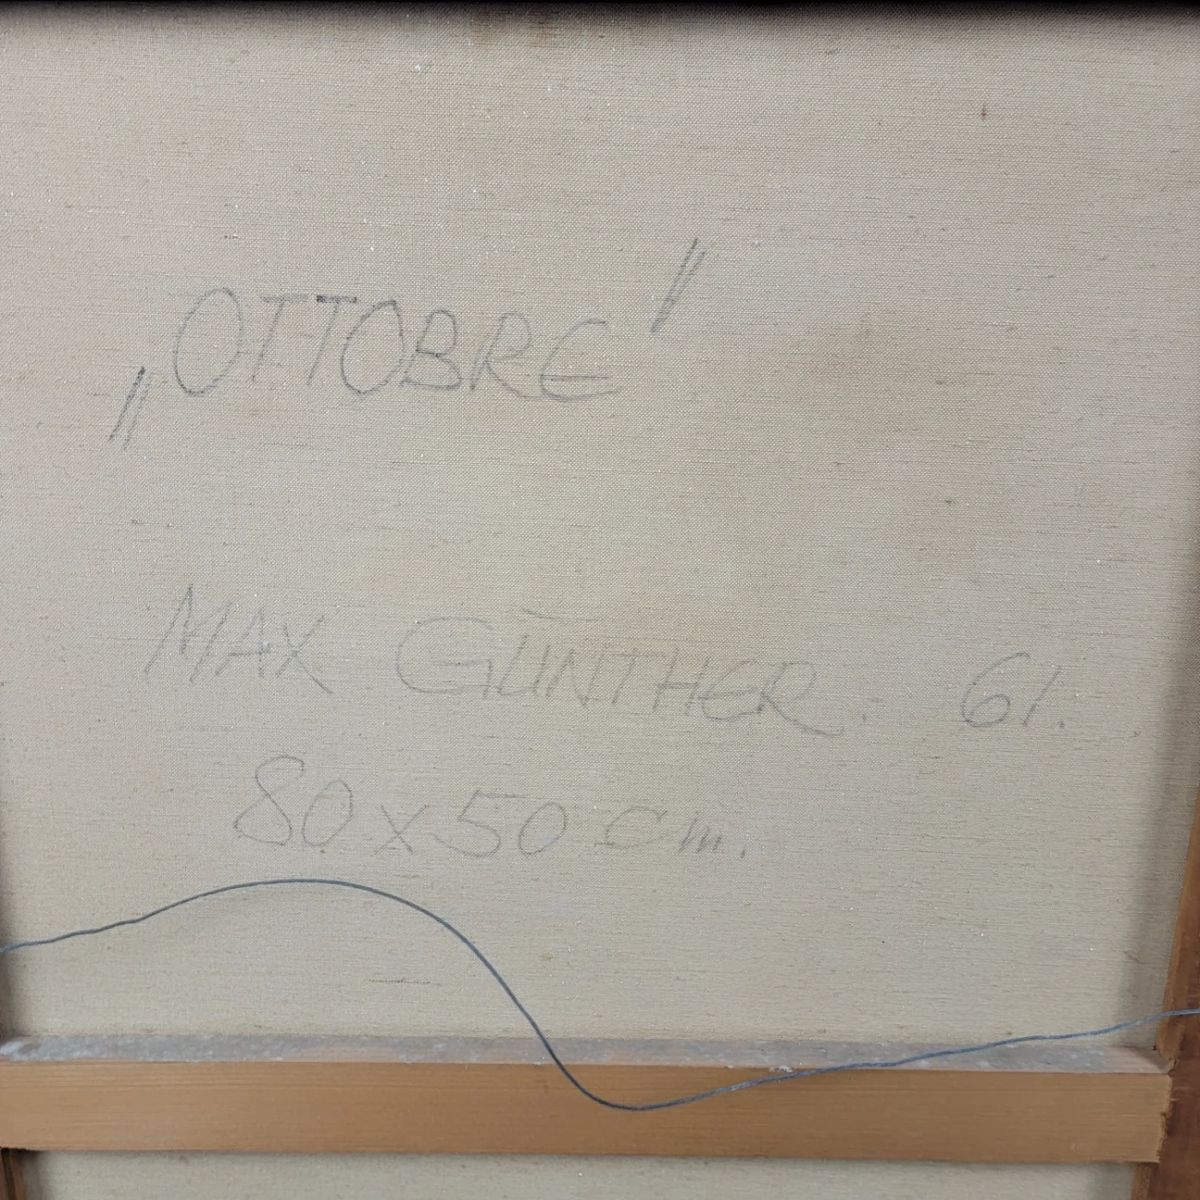 „OTTOBRE"
MAX GÜNTHER. 61.
80 x 50 cm.